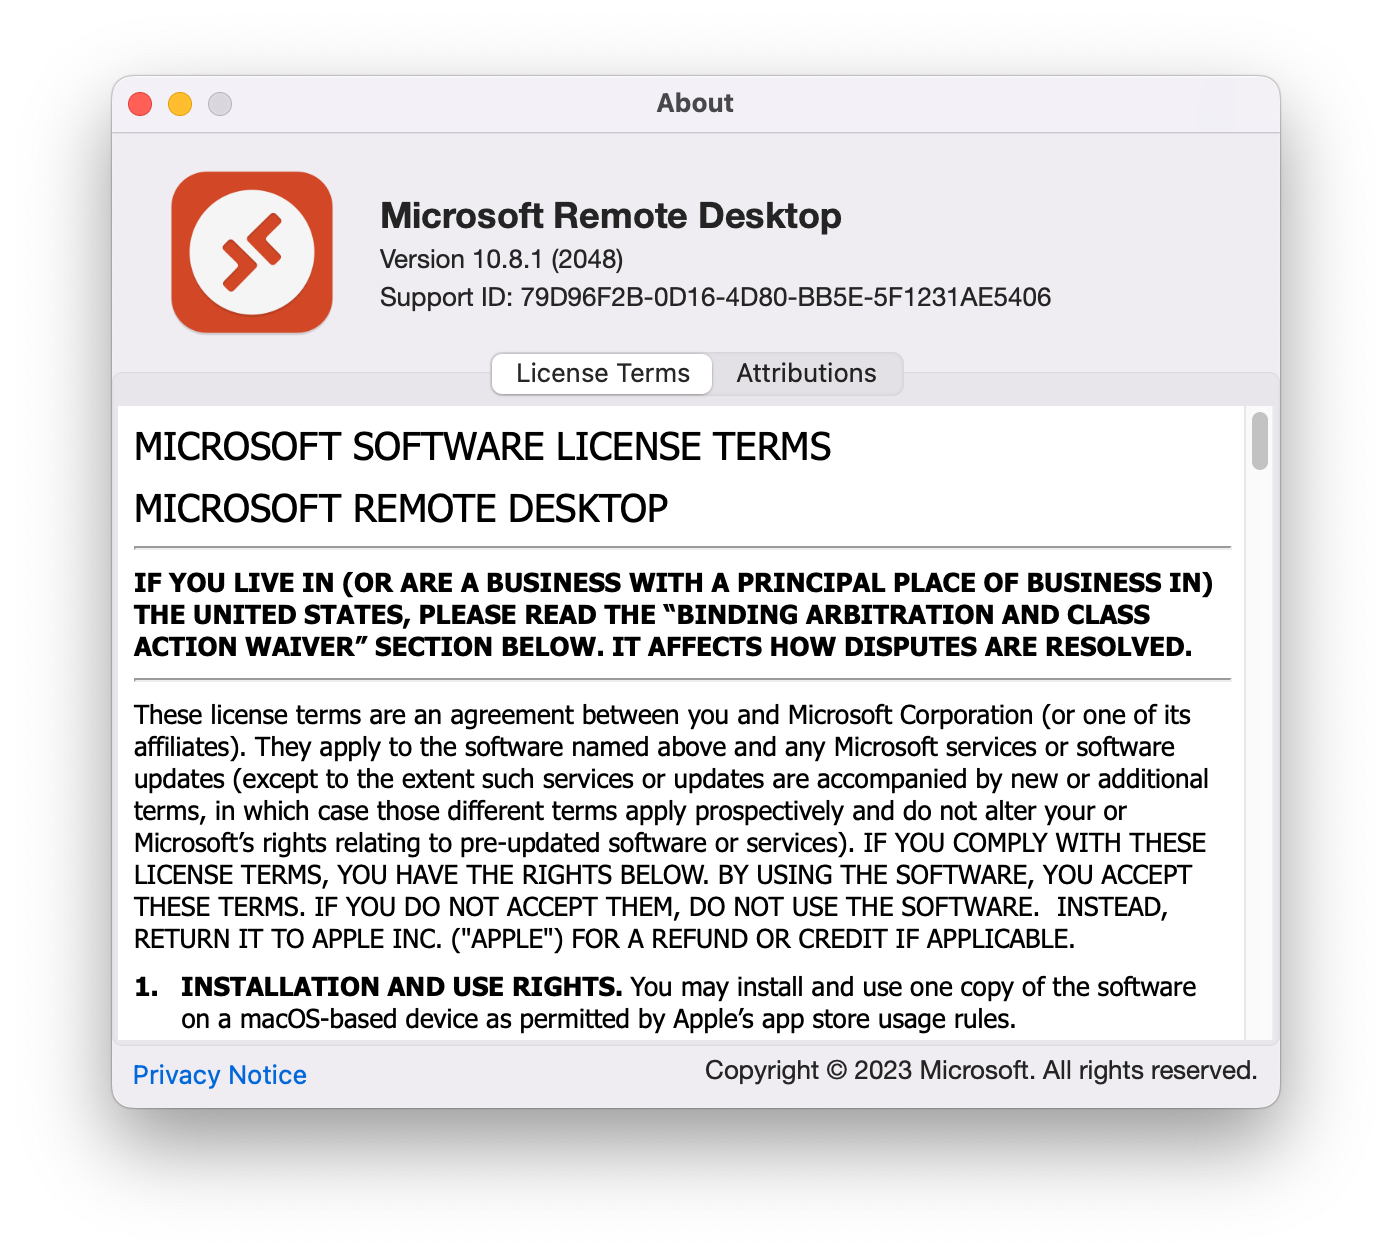 About
Microsoft Remote Desktop
Version 10.8.1 (2048)
Support ID: 79D96F2B-0D16-4D80-BB5E-5F1231AE5406
License Terms
Attributions
MICROSOFT SOFTWARE LICENSE TERMS
MICROSOFT REMOTE DESKTOP
IF YOU LIVE IN (OR ARE A BUSINESS WITH A PRINCIPAL PLACE OF BUSINESS IN)
THE UNITED STATES, PLEASE READ THE “BINDING ARBITRATION AND CLASS
ACTION WAIVER” SECTION BELOW. IT AFFECTS HOW DISPUTES ARE RESOLVED.
These license terms are an agreement between you and Microsoft Corporation (or one of its
affiliates). They apply to the software named above and any Microsoft services or software
updates (except to the extent such services or updates are accompanied by new or additional
terms, in which case those different terms apply prospectively and do not alter your or
Microsoft’s rights relating to pre-updated software or services). IF YOU COMPLY WITH THESE
LICENSE TERMS, YOU HAVE THE RIGHTS BELOW. BY USING THE SOFTWARE, YOU ACCEPT
THESE TERMS. IF YOU DO NOT ACCEPT THEM, DO NOT USE THE SOFTWARE.  INSTEAD,
RETURN IT TO APPLE INC. ("APPLE") FOR A REFUND OR CREDIT IF APPLICABLE.
1. INSTALLATION AND USE RIGHTS. You may install and use one copy of the software
on a macOS-based device as permitted by Apple’s app store usage rules.
Privacy Notice
Copyright © 2023 Microsoft. All rights reserved.